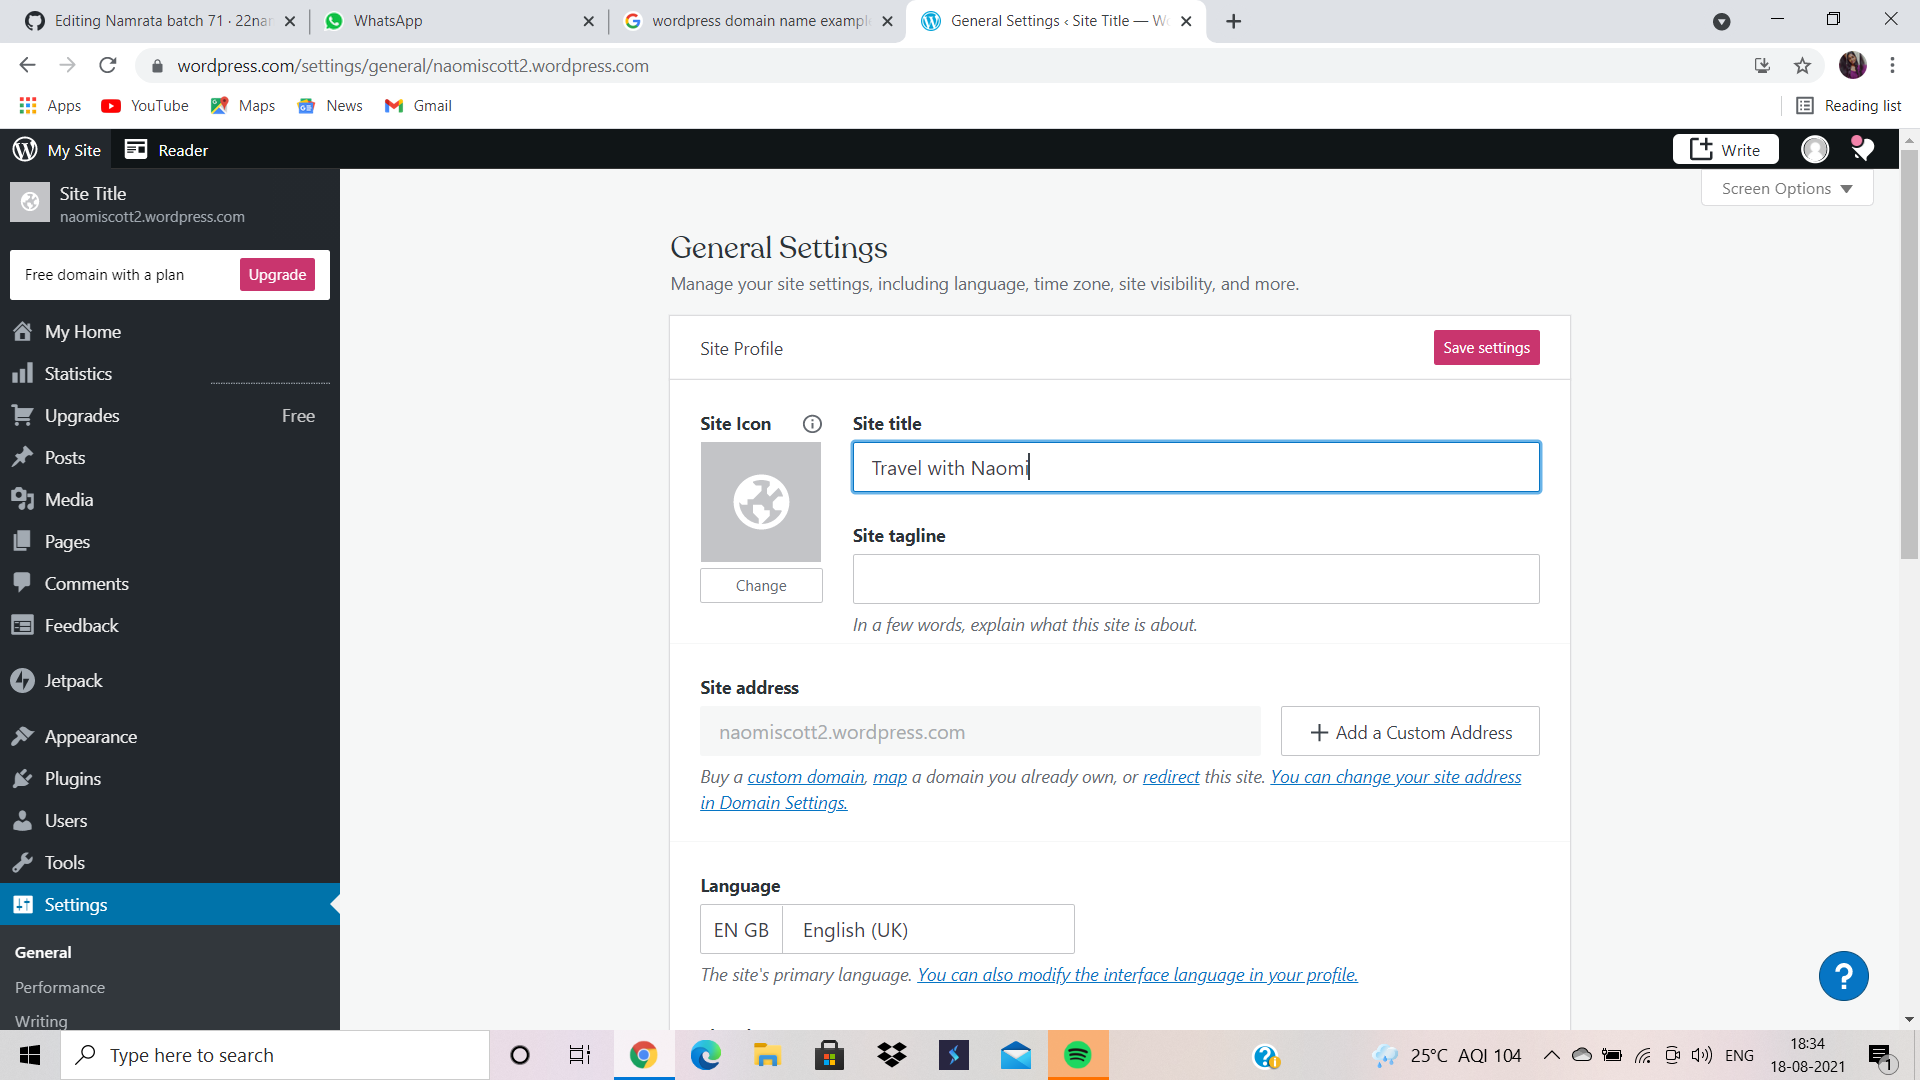 Editing Namrata batch 71 · 22nan
WhatsApp
wordpress domain name example
General Settings ‹ Site Title — Wo
wordpress.com/settings/general/naomiscott2.wordpress.com
Apps YouTube Maps News Gmail Reading list
My Site Reader Write
Site Title
naomiscott2.wordpress.com
Screen Options
Free domain with a plan Upgrade
My Home
Statistics
Upgrades Free
Posts
Media
Pages
Comments
Feedback
Jetpack
Appearance
Plugins
Users
Tools
Settings
General
Performance
Writing
General Settings
Manage your site settings, including language, time zone, site visibility, and more.
Site Profile Save settings
Site Icon Site title
Travel with Naomi
Change
Site tagline
In a few words, explain what this site is about.
Site address
naomiscott2.wordpress.com + Add a Custom Address
Buy a custom domain, map a domain you already own, or redirect this site. You can change your site address
in Domain Settings.
Language
EN GB English (UK)
The site's primary language. You can also modify the interface language in your profile.
?
Type here to search
25°C AQI 104 ENG
18:34
18-08-2021
1